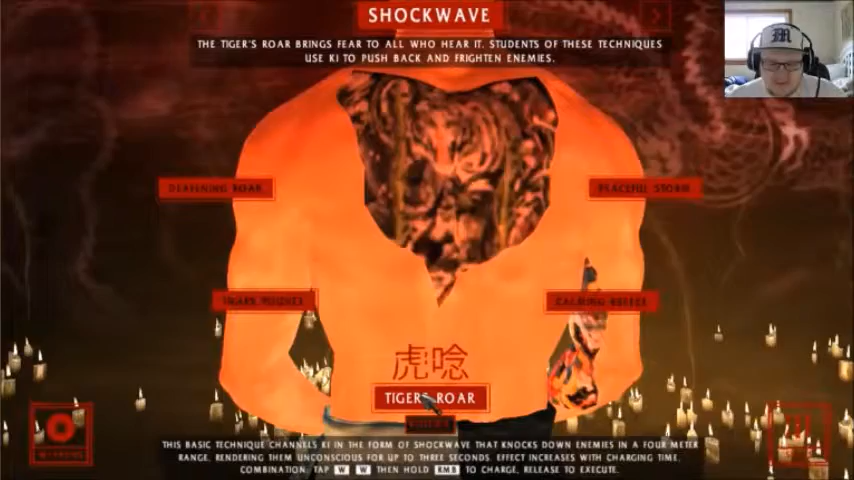 SHOCKWAVE
THE TIGER'S ROAR BRINGS FEAR TO ALL WHO HEAR IT. STUDENTS OF THESE TECHNIQUES
USE KI TO PUSH BACK AND FRIGHTEN ENEMIES.
DEAFENING ROAR
PEACEFUL STORM
TIGER'S POUNCE
CALMING BREEZE
虎唸
TIGER'S ROAR
THIS BASIC TECHNIQUE CHANNELS KI IN THE FORM OF SHOCKWAVE THAT KNOCKS DOWN ENEMIES IN A FOUR METER
RANGE, RENDERING THEM UNCONSCIOUS FOR UP TO THREE SECONDS. EFFECT INCREASES WITH CHARGING TIME.
COMBINATION: TAP W W THEN HOLD RMB TO CHARGE, RELEASE TO EXECUTE.